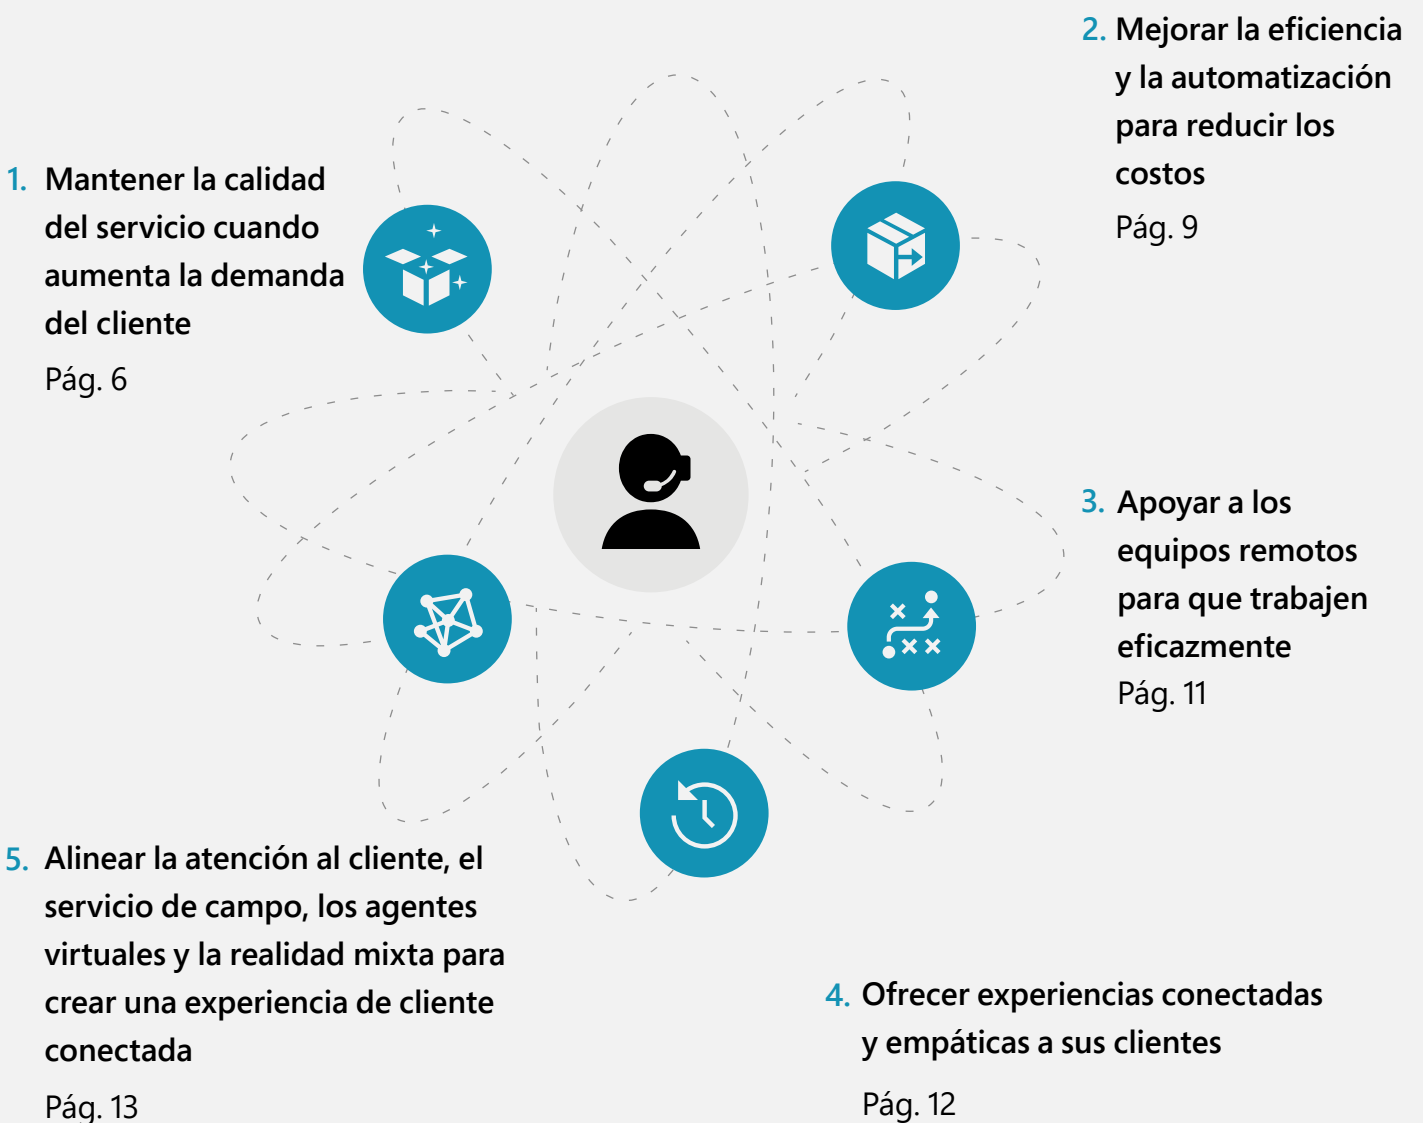 1. Mantener la calidad
del servicio cuando
aumenta la demanda
del cliente
Pág. 6
2. Mejorar la eficiencia
y la automatización
para reducir los
costos
Pág. 9
3. Apoyar a los
equipos remotos
para que trabajen
eficazmente
Pág. 11
4. Ofrecer experiencias conectadas
y empáticas a sus clientes
Pág. 12
5. Alinear la atención al cliente, el
servicio de campo, los agentes
virtuales y la realidad mixta para
crear una experiencia de cliente
conectada
Pág. 13